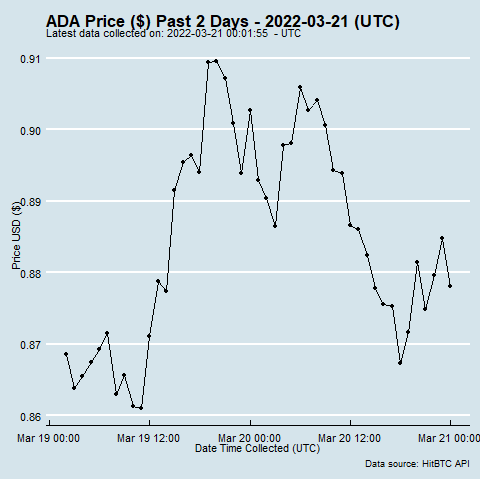 ADA Price ($) Past 2 Days - 2022-03-21 (UTC)
Latest data collected on: 2022-03-21 00:01:55 - UTC
0.91
0.90
0.89
0.88
0.87
0.86
Price USD ($)
Mar 19 00:00 Mar 19 12:00 Mar 20 00:00 Mar 20 12:00 Mar 21 00:00
Date Time Collected (UTC)
Data source: HitBTC API